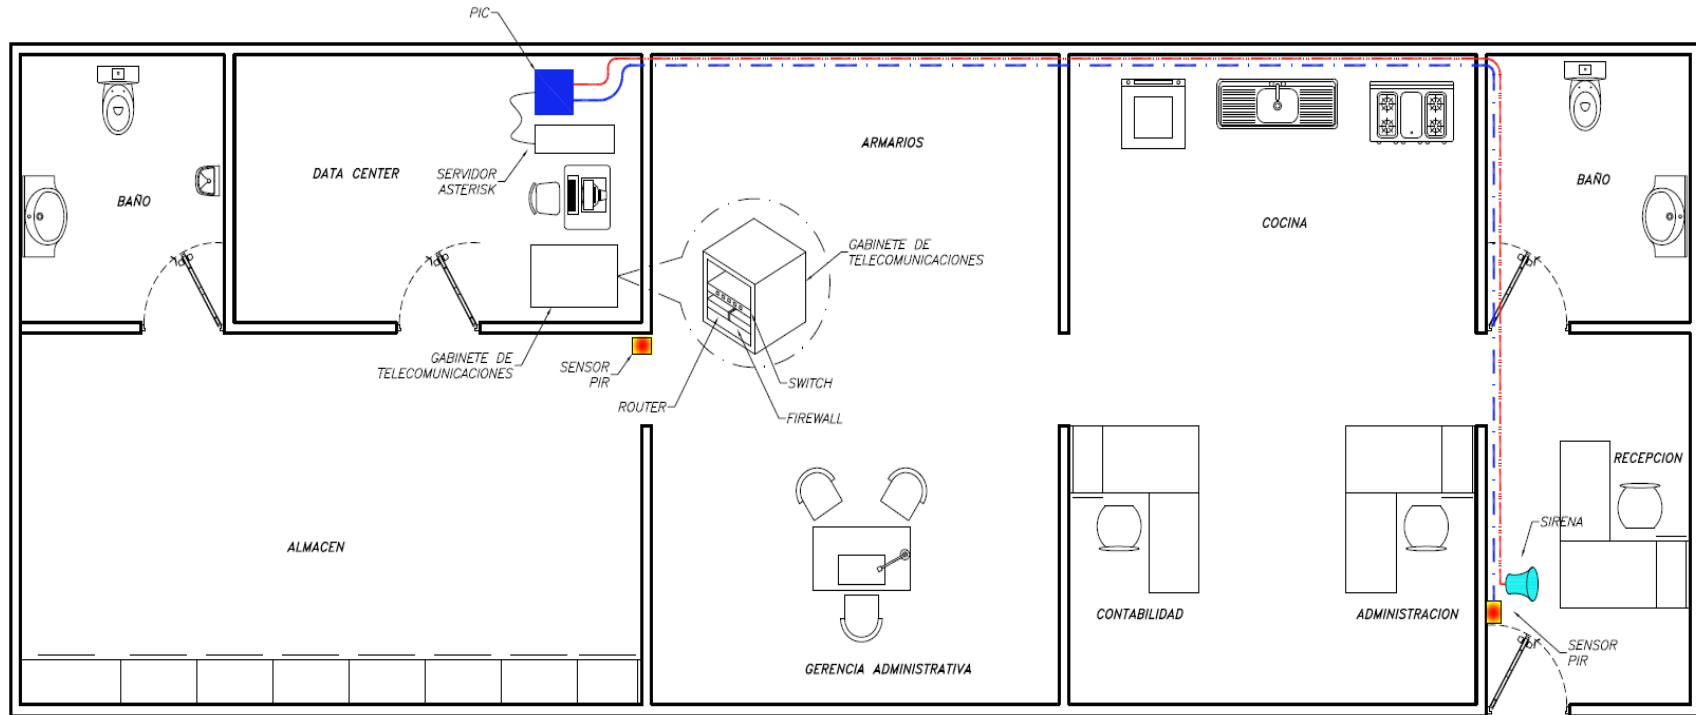 PIC
ARMARIOS
DATA CENTER
SERVIDOR
ASTERISK
BAÑO
BAÑO
COCINA
GABINETE DE
TELECOMUNICACIONES
GABINETE DE
TELECOMUNICACIONES
SENSOR
PIR
SWITCH
ROUTER
FIREWALL
RECEPCION
SIRENA
ALMACEN
CONTABILIDAD
ADMINISTRACION
SENSOR
PIR
GERENCIA ADMINISTRATIVA